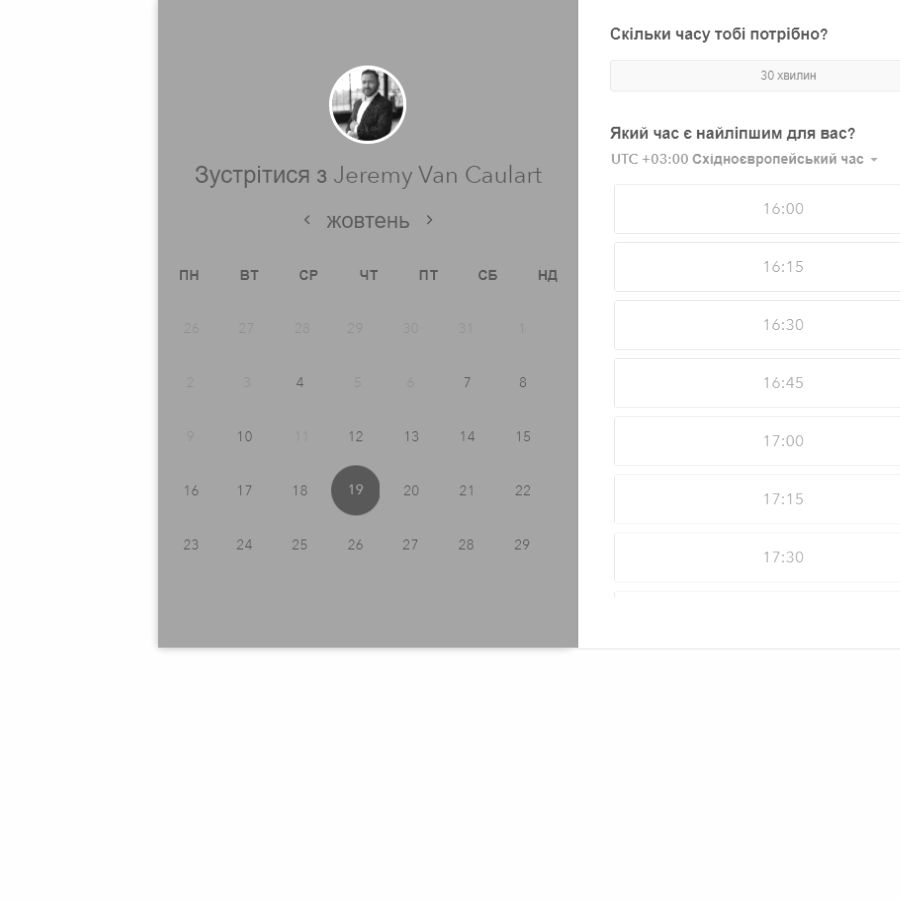 Зустрітися з Jeremy Van Caulart
жовтень
ПН ВТ СР ЧТ ПТ СБ НД
26 27 28 29 30 31 1
2 3 4 5 6 7 8
9 10 11 12 13 14 15
16 17 18 19 20 21 22
23 24 25 26 27 28 29
Скільки часу тобі потрібно?
30 хвилин
Який час є найліпшим для вас?
UTC +03:00 Східноєвропейський час
16:00
16:15
16:30
16:45
17:00
17:15
17:30